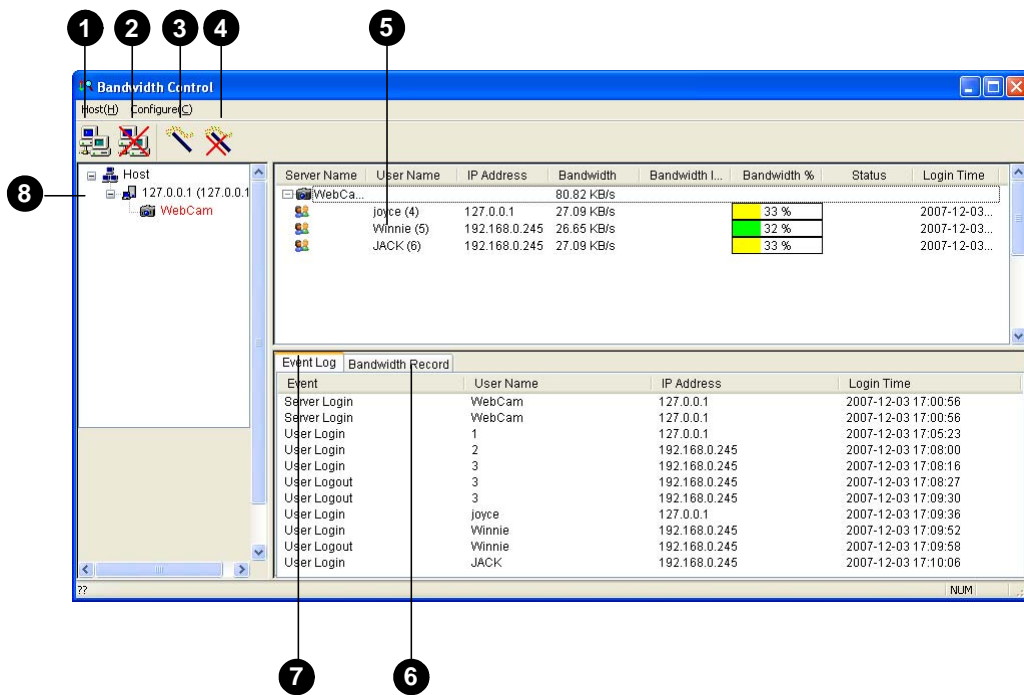 1 2 3 4 5
Bandwidth Control
Host(H) Configure(C)
8
Host
127.0.0.1 (127.0.0.1
WebCam
Server Name User Name IP Address Bandwidth Bandwidth I... Bandwidth % Status Login Time
WebCa... 80.82 KB/s
joyce (4) 127.0.0.1 27.09 KB/s 33 % 2007-12-03...
Winnie (5) 192.168.0.245 26.65 KB/s 32 % 2007-12-03...
JACK (6) 192.168.0.245 27.09 KB/s 33 % 2007-12-03...
Event Log Bandwidth Record
Event User Name IP Address Login Time
Server Login WebCam 127.0.0.1 2007-12-03 17:00:56
Server Login WebCam 127.0.0.1 2007-12-03 17:00:56
User Login 1 127.0.0.1 2007-12-03 17:05:23
User Login 2 192.168.0.245 2007-12-03 17:08:00
User Login 3 192.168.0.245 2007-12-03 17:08:16
User Logout 3 192.168.0.245 2007-12-03 17:08:27
User Logout 3 192.168.0.245 2007-12-03 17:09:30
User Login joyce 127.0.0.1 2007-12-03 17:09:36
User Login Winnie 192.168.0.245 2007-12-03 17:09:52
User Logout Winnie 192.168.0.245 2007-12-03 17:09:58
User Login JACK 192.168.0.245 2007-12-03 17:10:06
?? NUM
7 6